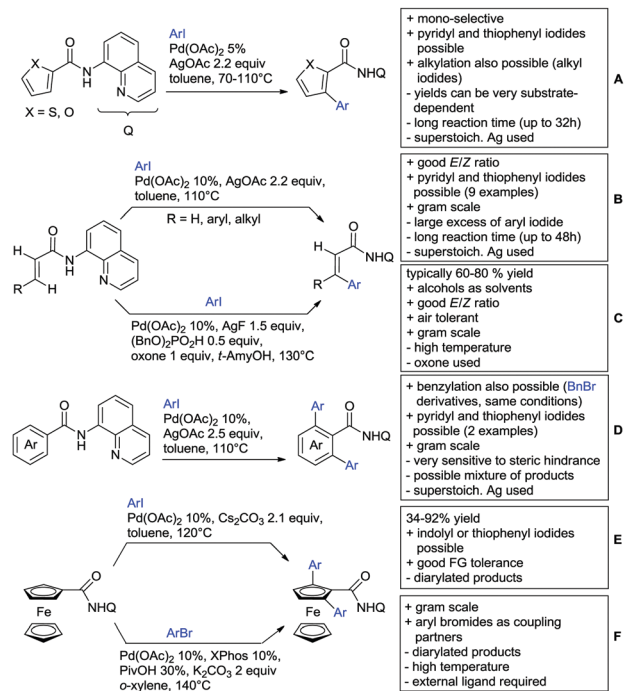 ArI
Pd(OAc)2 5%
AgOAc 2.2 equiv
toluene, 70-110°C
X
O
NH
N
X = S, O
Q
X
O
NHQ
Ar
+ mono-selective
+ pyridyl and thiophenyl iodides
possible
+ alkylation also possible (alkyl
iodides)
- yields can be very substrate-
dependent
- long reaction time (up to 32h)
- superstoich. Ag used
A
ArI
Pd(OAc)2 10%, AgOAc 2.2 equiv,
toluene, 110°C
R = H, aryl, alkyl
O
H
N
H
N
R
H
ArI
Pd(OAc)2 10%, AgF 1.5 equiv,
(BnO)2PO2H 0.5 equiv,
oxone 1 equiv, t-AmyOH, 130°C
O
H
NHQ
R
Ar
+ good E/Z ratio
+ pyridyl and thiophenyl iodides
possible (9 examples)
+ gram scale
- large excess of aryl iodide
- long reaction time (up to 48h)
- superstoich. Ag used
B
typically 60-80 % yield
+ alcohols as solvents
+ good E/Z ratio
+ air tolerant
+ gram scale
- high temperature
- oxone used
C
ArI
Pd(OAc)2 10%,
AgOAc 2.5 equiv,
toluene, 110°C
O
Ar
N
H
N
Ar
O
Ar
NHQ
Ar
+ benzylation also possible (BnBr
derivatives, same conditions)
+ pyridyl and thiophenyl iodides
possible (2 examples)
+ gram scale
- very sensitive to steric hindrance
- possible mixture of products
- superstoich. Ag used
D
ArI
Pd(OAc)2 10%, Cs2CO3 2.1 equiv,
toluene, 120°C
O
Fe
NHQ
ArBr
Pd(OAc)2 10%, XPhos 10%,
PivOH 30%, K2CO3 2 equiv
o-xylene, 140°C
Ar
O
NHQ
Fe
Ar
34-92% yield
+ indolyl or thiophenyl iodides
possible
+ good FG tolerance
- diarylated products
E
+ gram scale
+ aryl bromides as coupling
partners
- diarylated products
- high temperature
- external ligand required
F